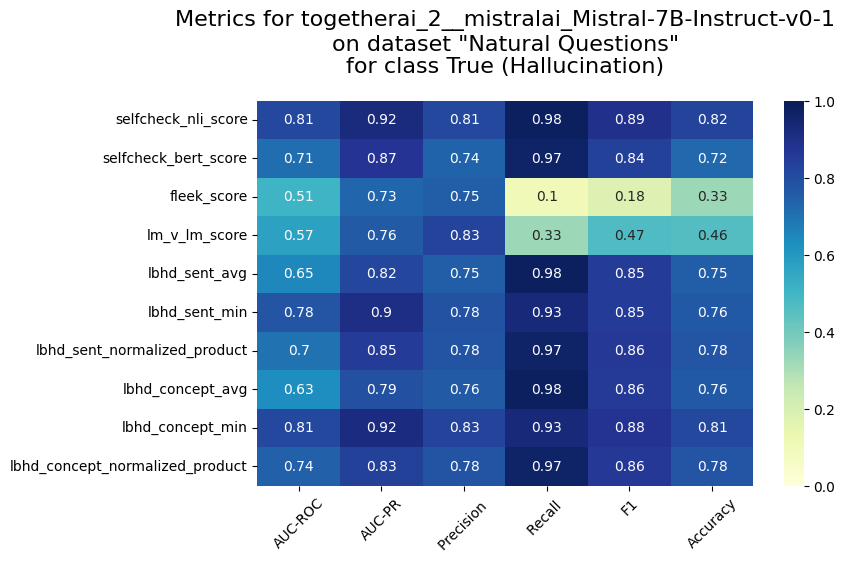 Metrics for togetherai_2__mistralai_Mistral-7B-Instruct-v0-1
on dataset "Natural Questions"
for class True (Hallucination)
selfcheck_nli_score 0.81 0.92 0.81 0.98 0.89 0.82
selfcheck_bert_score 0.71 0.87 0.74 0.97 0.84 0.72
fleek_score 0.51 0.73 0.75 0.1 0.18 0.33
lm_v_lm_score 0.57 0.76 0.83 0.33 0.47 0.46
lbhd_sent_avg 0.65 0.82 0.75 0.98 0.85 0.75
lbhd_sent_min 0.78 0.9 0.78 0.93 0.85 0.76
lbhd_sent_normalized_product 0.7 0.85 0.78 0.97 0.86 0.78
lbhd_concept_avg 0.63 0.79 0.76 0.98 0.86 0.76
lbhd_concept_min 0.81 0.92 0.83 0.93 0.88 0.81
lbhd_concept_normalized_product 0.74 0.83 0.78 0.97 0.86 0.78
AUC-ROC AUC-PR Precision Recall F1 Accuracy
1.0
0.8
0.6
0.4
0.2
0.0